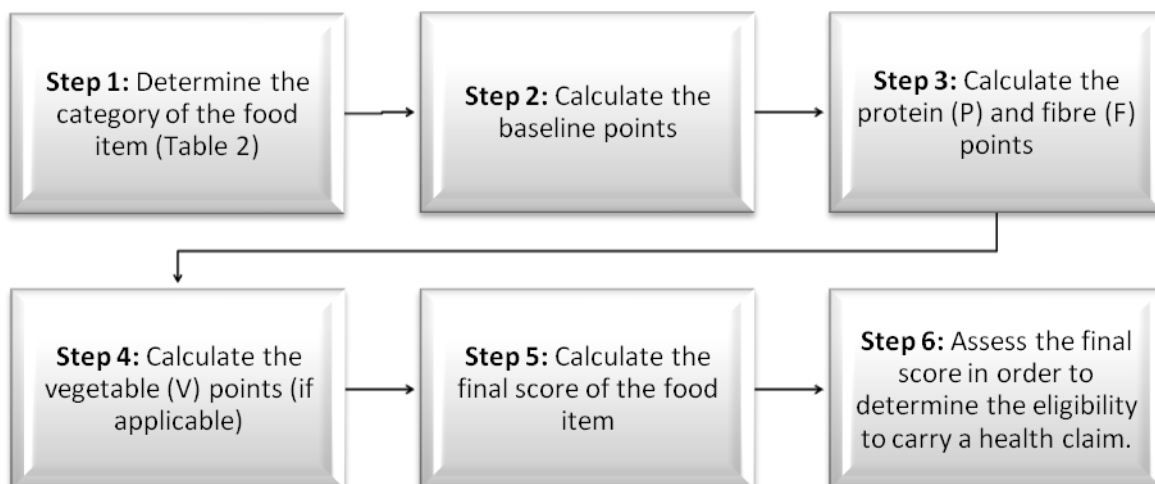 Step 1: Determine the
category of the food
item (Table 2)
Step 2: Calculate the
baseline points
Step 3: Calculate the
protein (P) and fibre (F)
points
Step 4: Calculate the
vegetable (V) points (if
applicable)
Step 5: Calculate the
final score of the food
item
Step 6: Assess the final
score in order to
determine the eligibility
to carry a health claim.